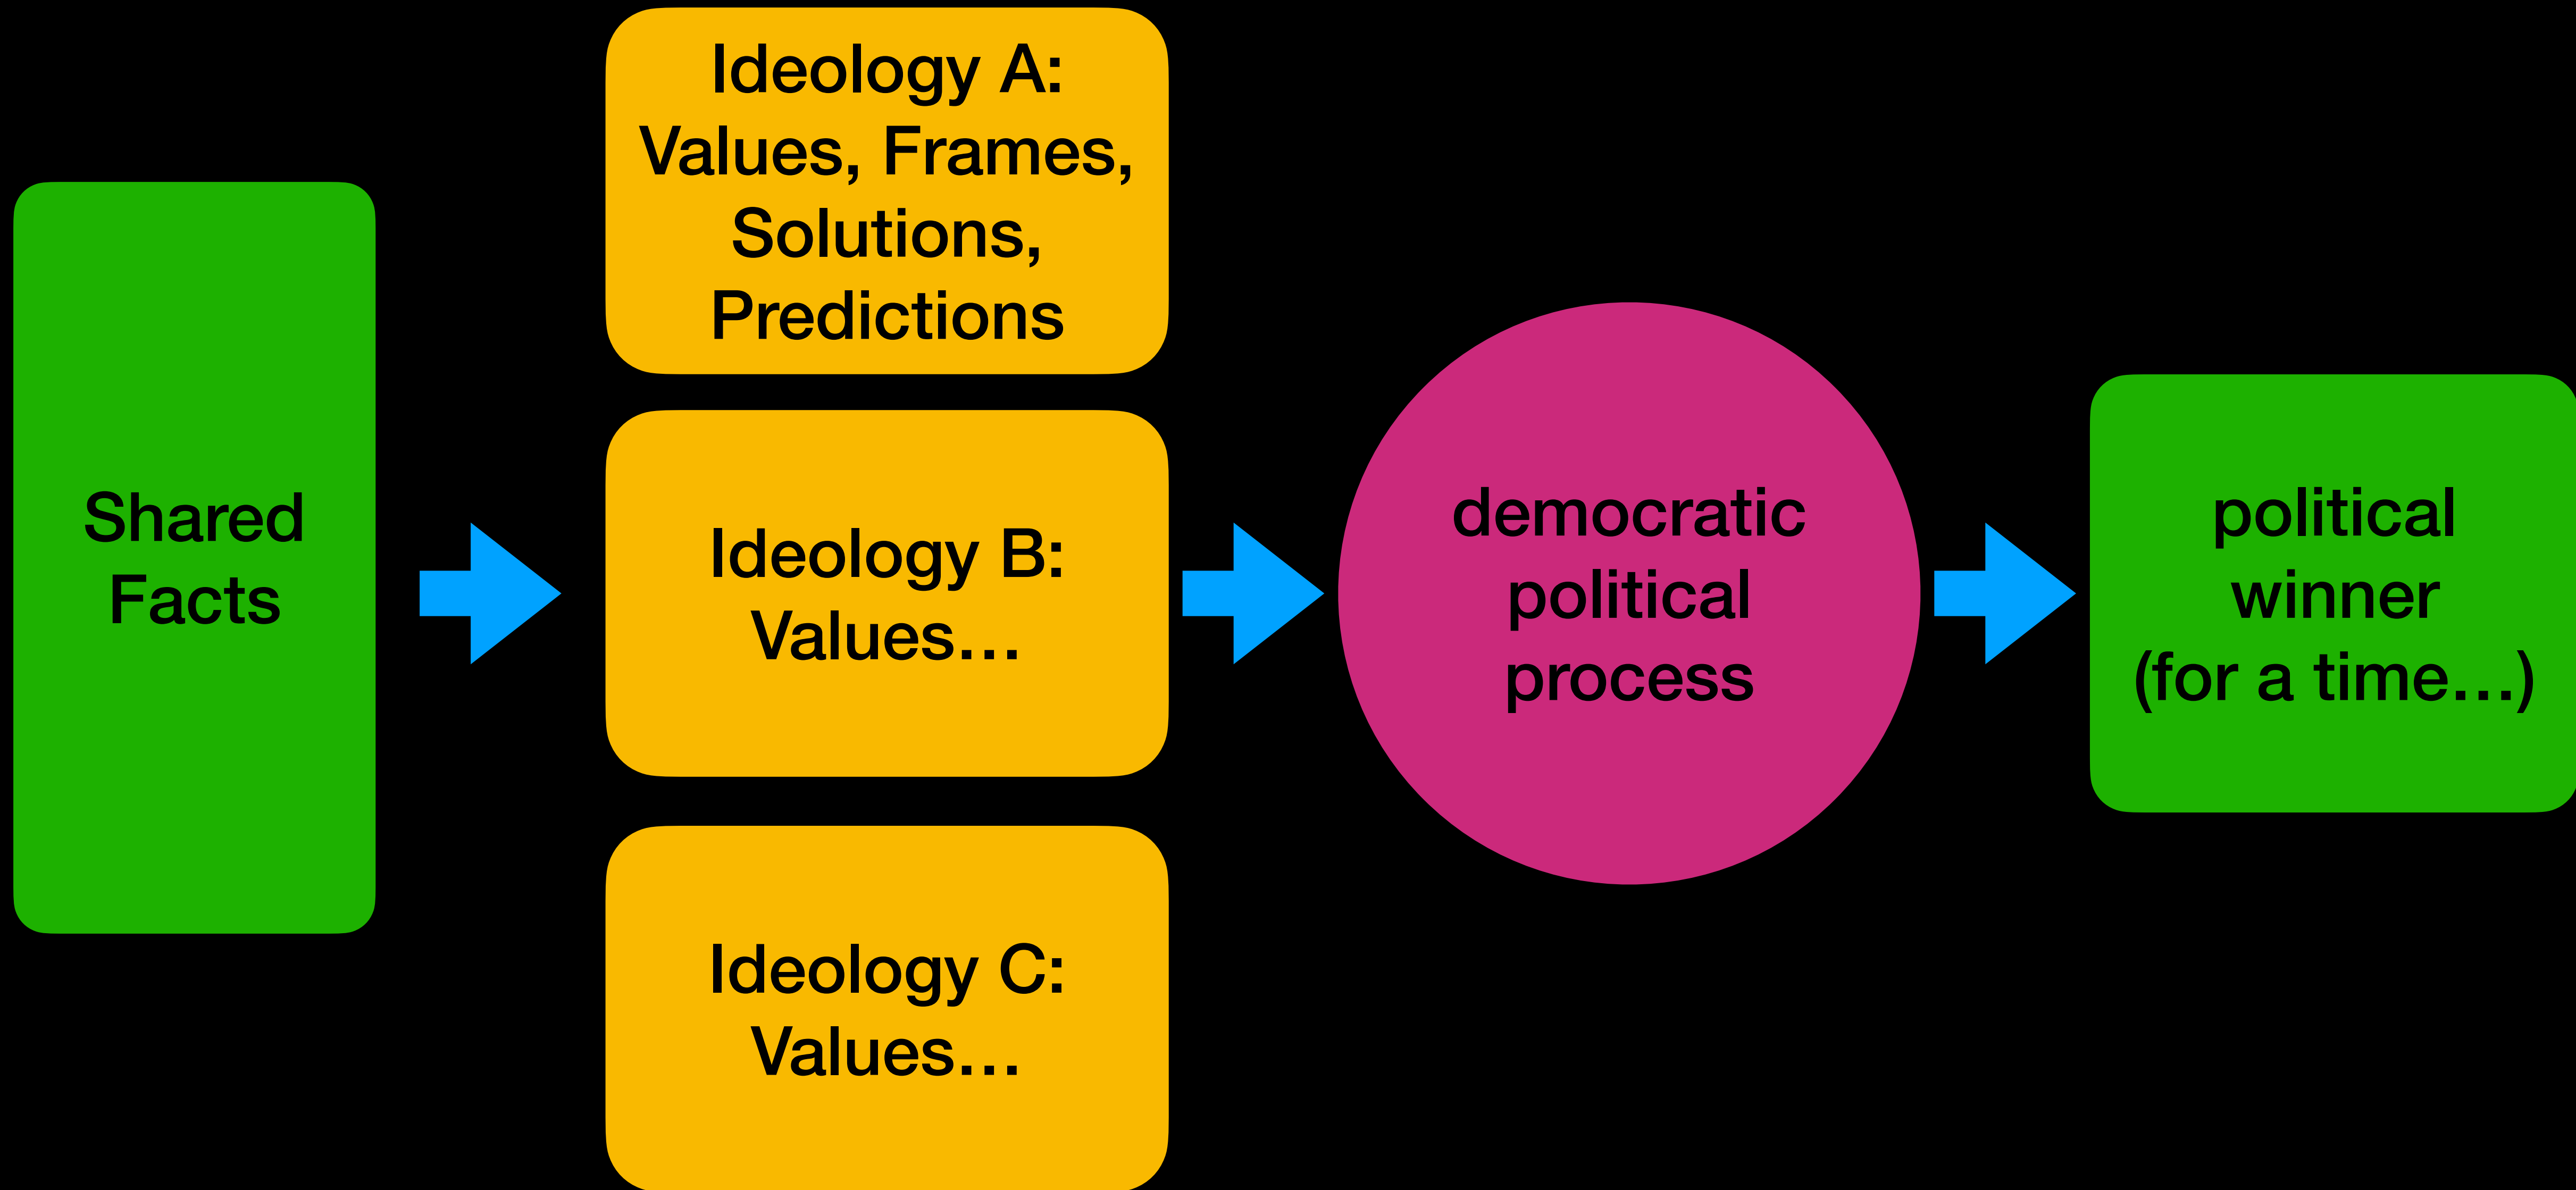 Shared
Facts
Ideology A:
Values, Frames,
Solutions,
Predictions
Ideology B:
Values…
Ideology C:
Values…
democratic
political
process
political
winner
(for a time…)